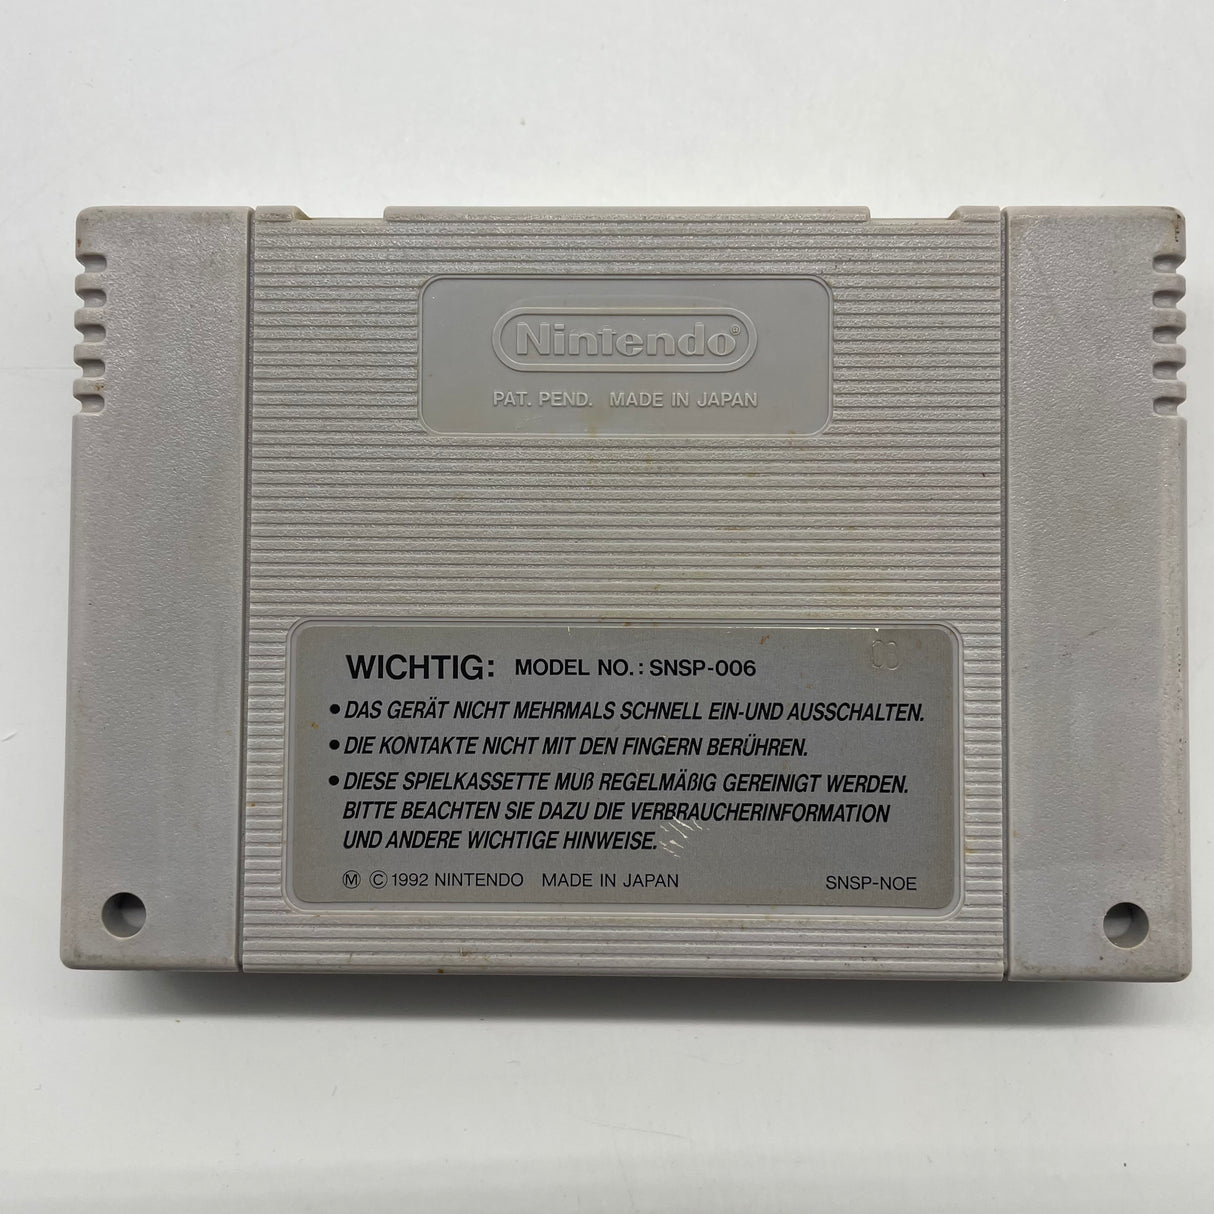 Nintendo®
PAT. PEND. MADE IN JAPAN
WICHTIG: MODEL NO.: SNSP-006
• DAS GERÄT NICHT MEHRMALS SCHNELL EIN-UND AUSSCHALTEN.
• DIE KONTAKTE NICHT MIT DEN FINGERN BERÜHREN.
• DIESE SPIELKASSETTE MUß REGELMÄßIG GEREINIGT WERDEN.
BITTE BEACHTEN SIE DAZU DIE VERBRAUCHERINFORMATION
UND ANDERE WICHTIGE HINWEISE.
Ⓜ © 1992 NINTENDO MADE IN JAPAN SNSP-NOE